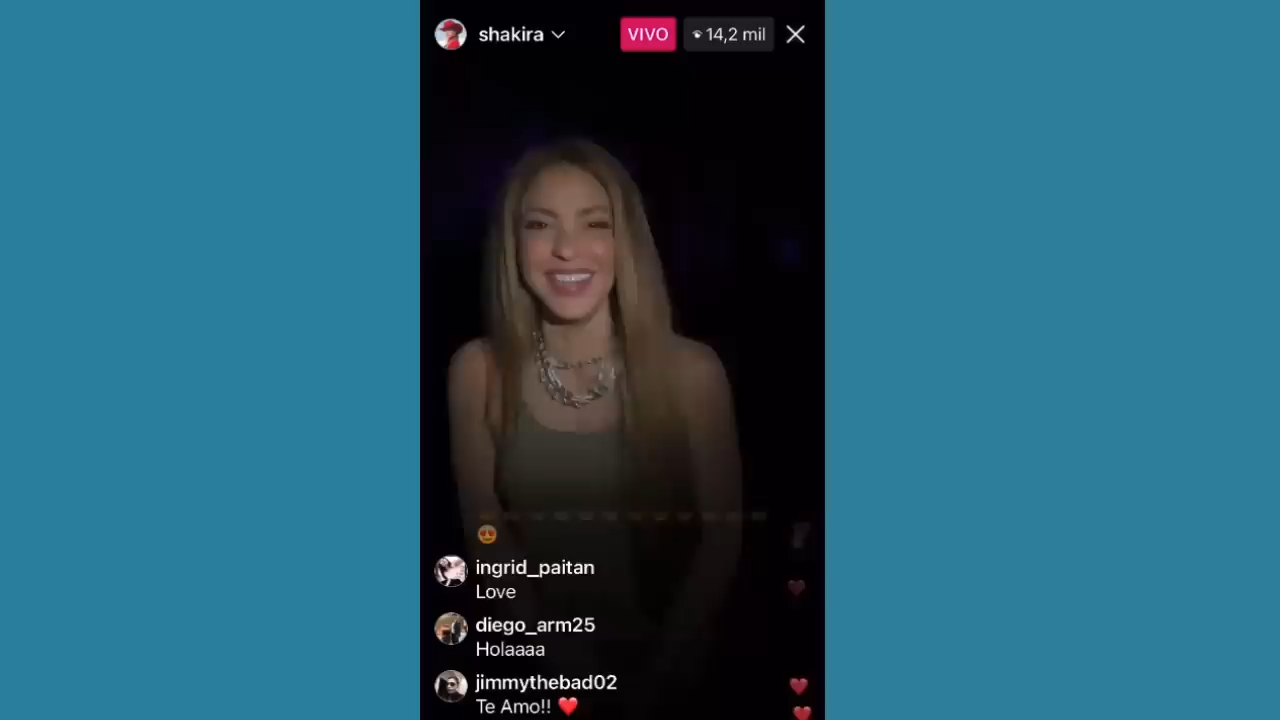 shakira
VIVO
14,2 mil
😍
ingrid_paitan
Love
diego_arm25
Holaaaa
jimmythebad02
Te Amo!! ❤️